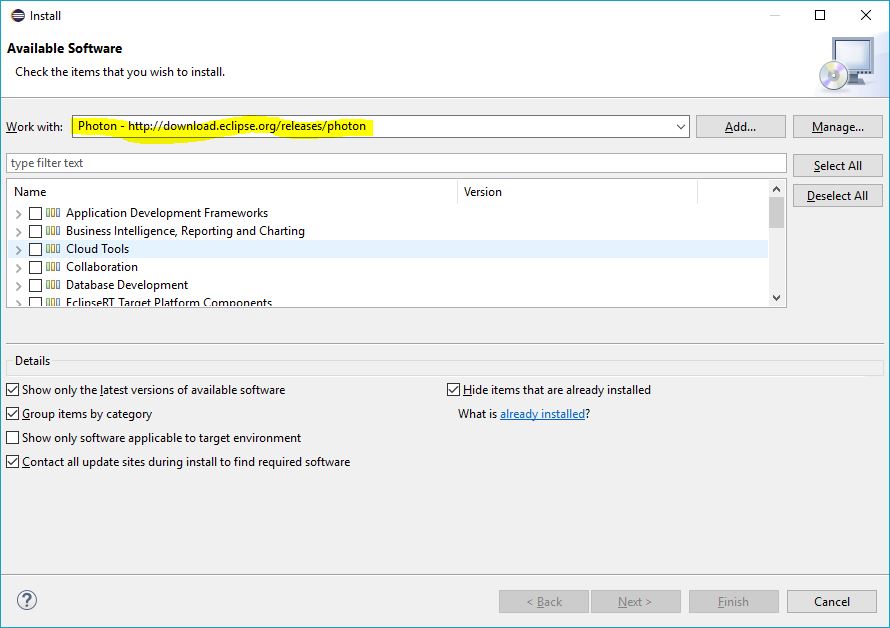 Install
Available Software
Check the items that you wish to install.
Work with: Photon - http://download.eclipse.org/releases/photon Add... Manage...
type filter text Select All
Name Version Deselect All
Application Development Frameworks
Business Intelligence, Reporting and Charting
Cloud Tools
Collaboration
Database Development
EclipseRT Target Platform Components
Details
Show only the latest versions of available software Hide items that are already installed
Group items by category What is already installed?
Show only software applicable to target environment
Contact all update sites during install to find required software
? < Back Next > Finish Cancel